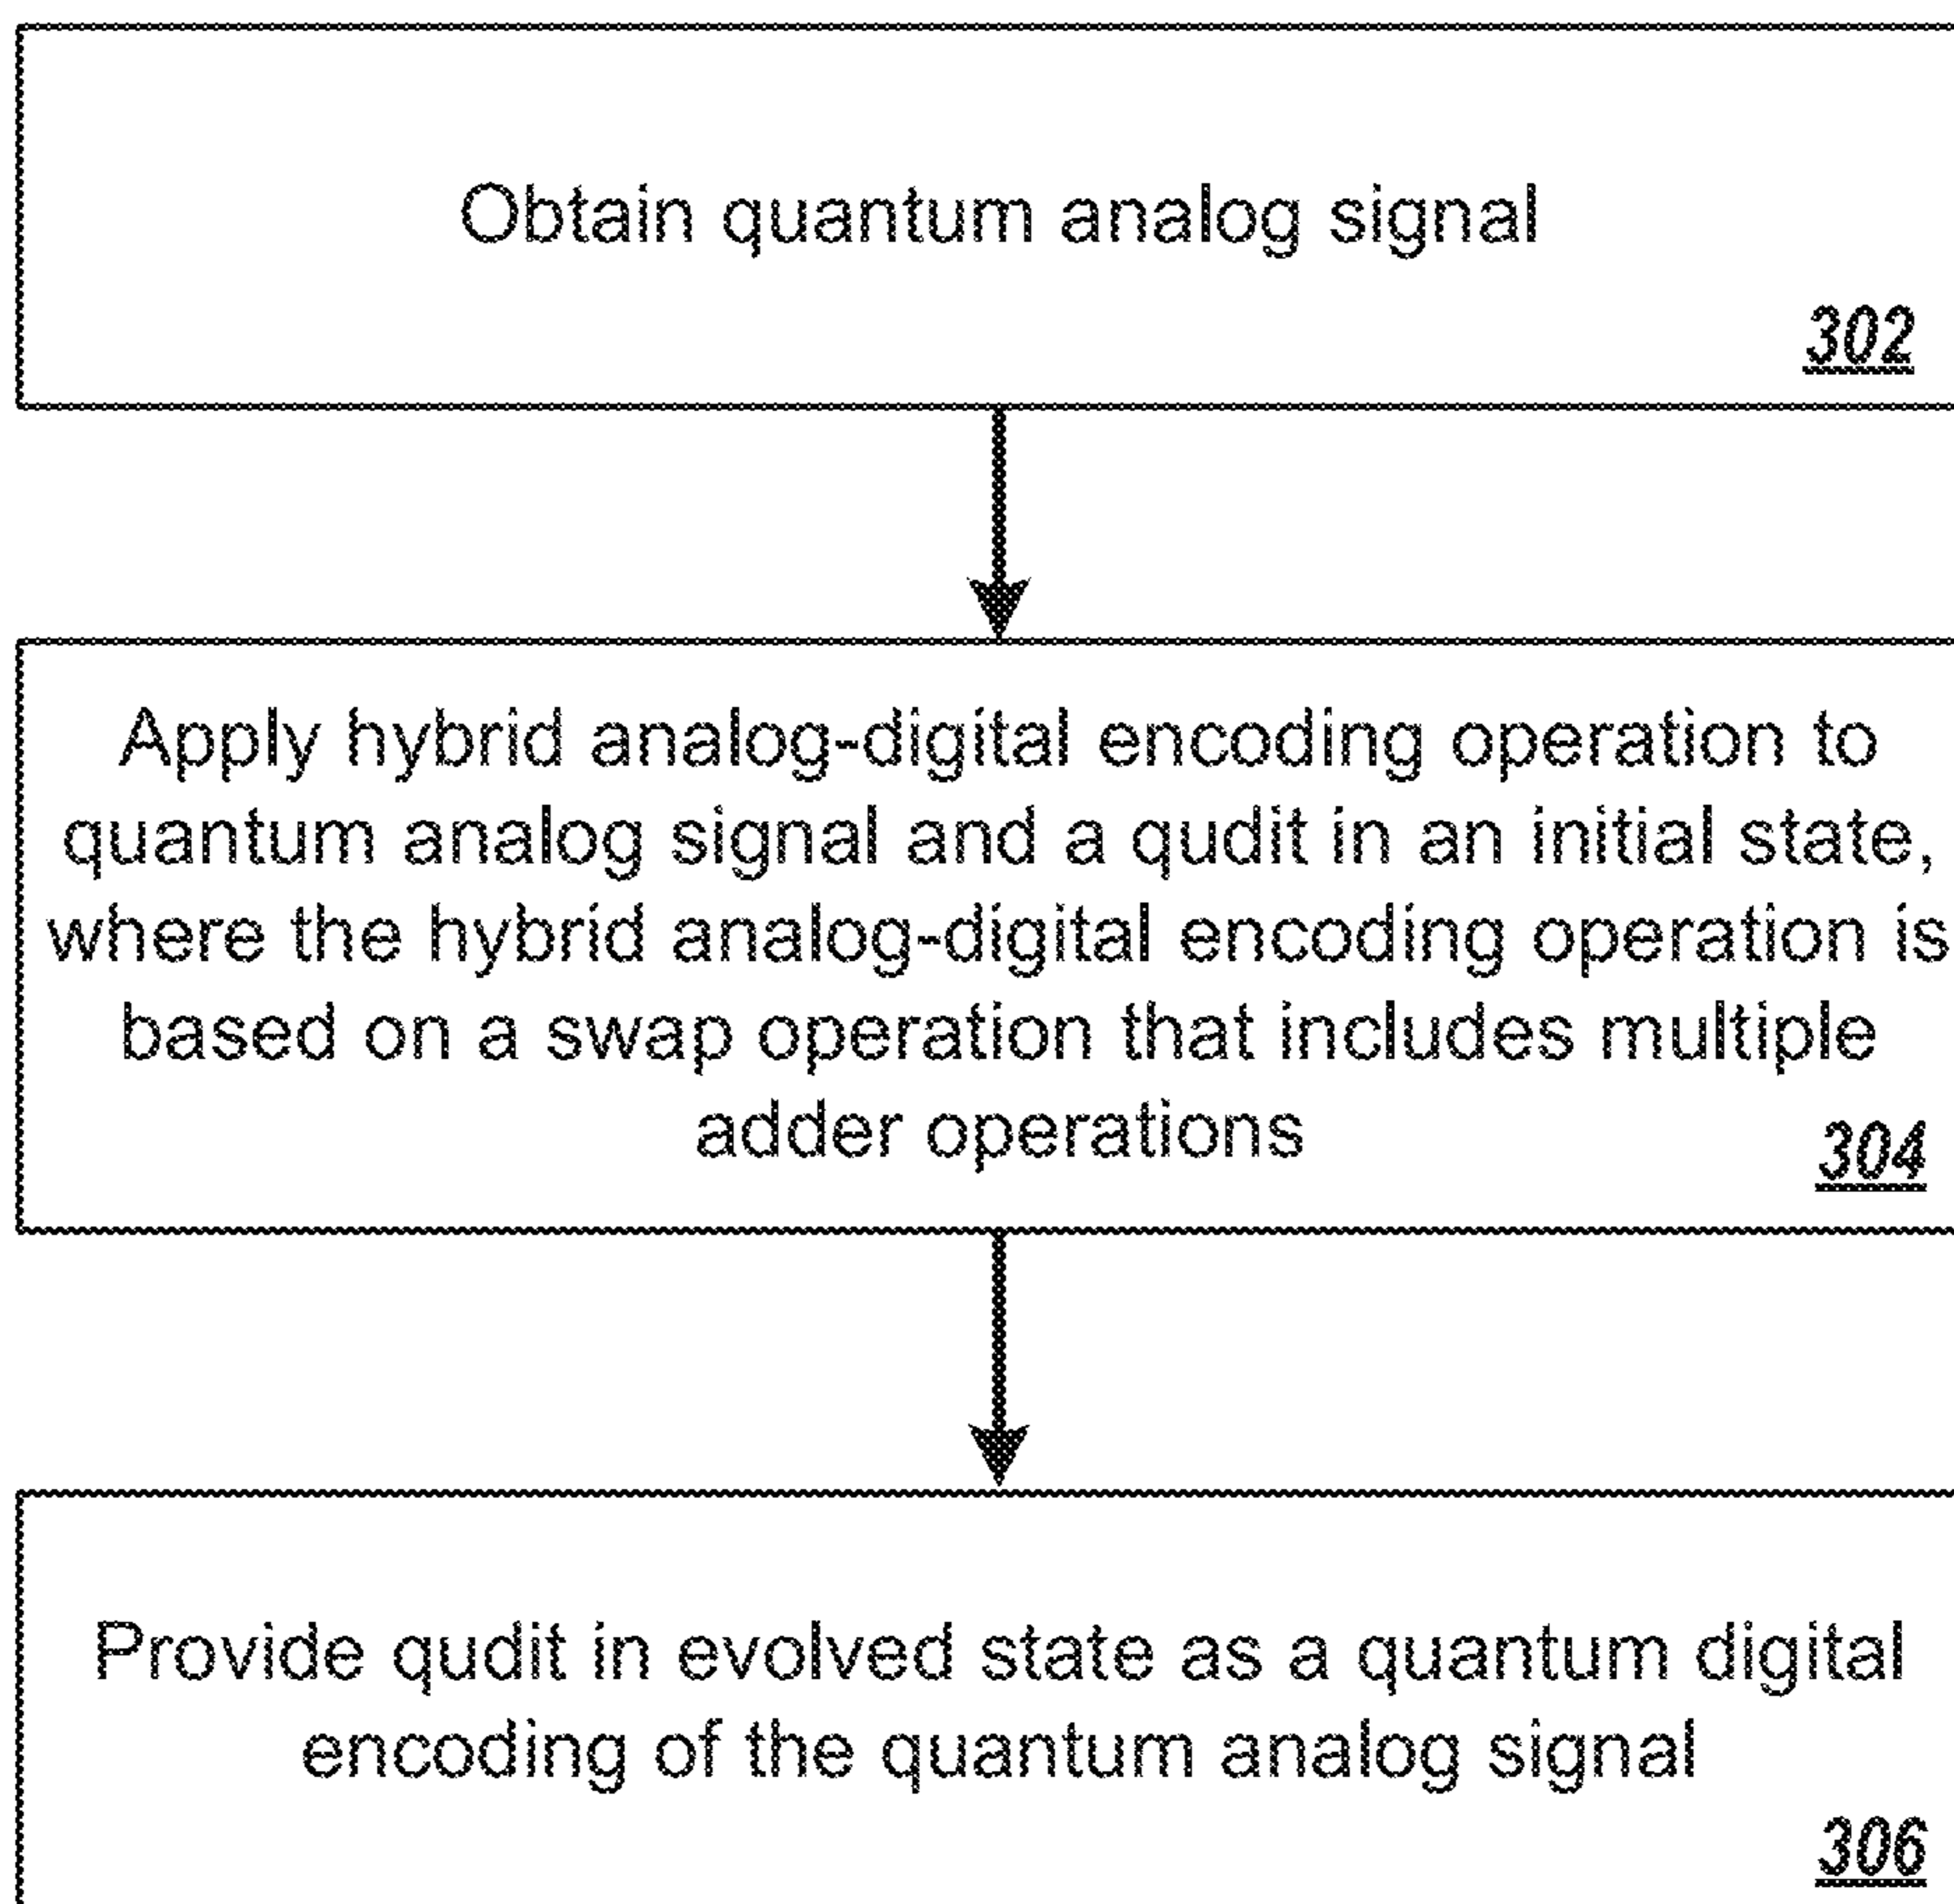 Obtain quantum analog signal
302
Apply hybrid analog-digital encoding operation to
quantum analog signal and a qudit in an initial state,
where the hybrid analog-digital encoding operation is
based on a swap operation that includes multiple
adder operations
304
Provide qudit in evolved state as a quantum digital
encoding of the quantum analog signal
306